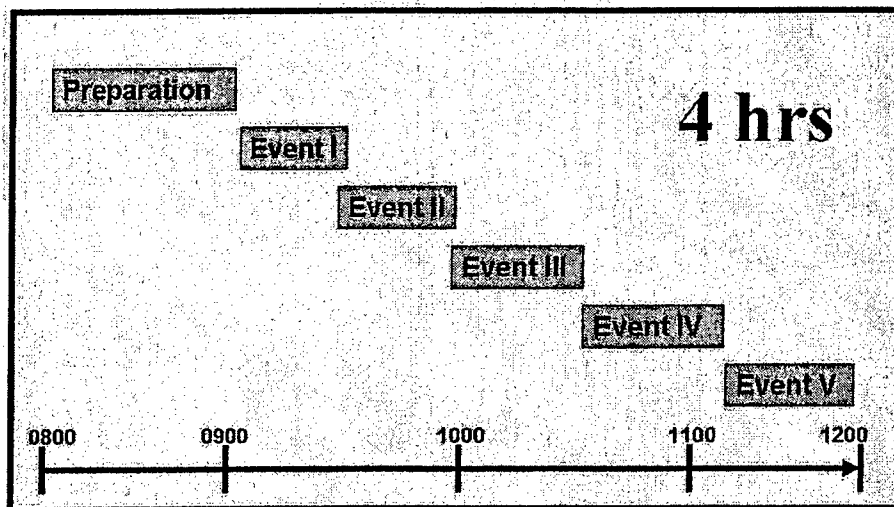 Preparation
4 hrs
Event I
Event II
Event III
Event IV
Event V
0800 0900 1000 1100 1200